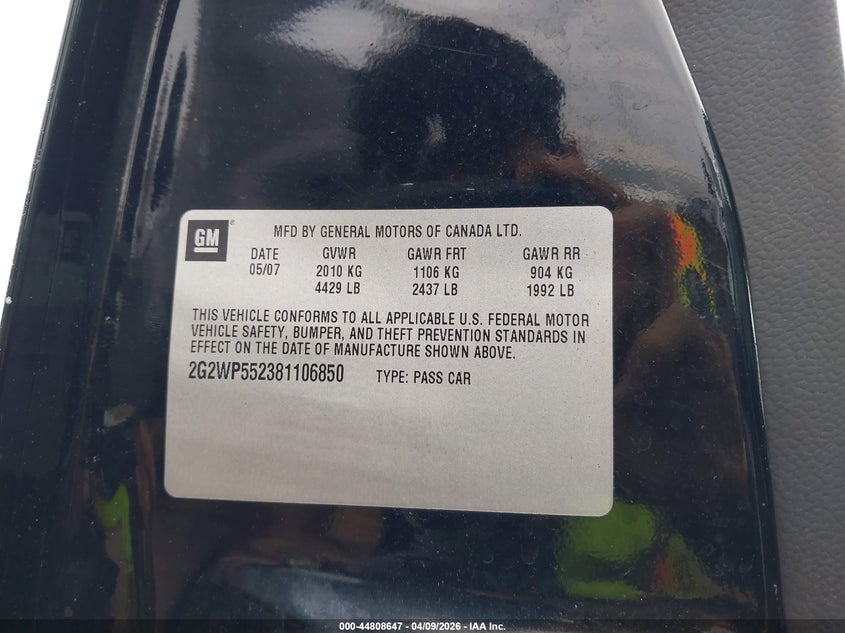 GM
MFD BY GENERAL MOTORS OF CANADA LTD.
DATE GVWR GAWR FRT GAWR RR
05/07 2010 KG 1106 KG 904 KG
4429 LB 2437 LB 1992 LB
THIS VEHICLE CONFORMS TO ALL APPLICABLE U.S. FEDERAL MOTOR
VEHICLE SAFETY, BUMPER, AND THEFT PREVENTION STANDARDS IN
EFFECT ON THE DATE OF MANUFACTURE SHOWN ABOVE.
2G2WP552381106850 TYPE: PASS CAR
000-44808647 - 04/09/2026 - IAA Inc.